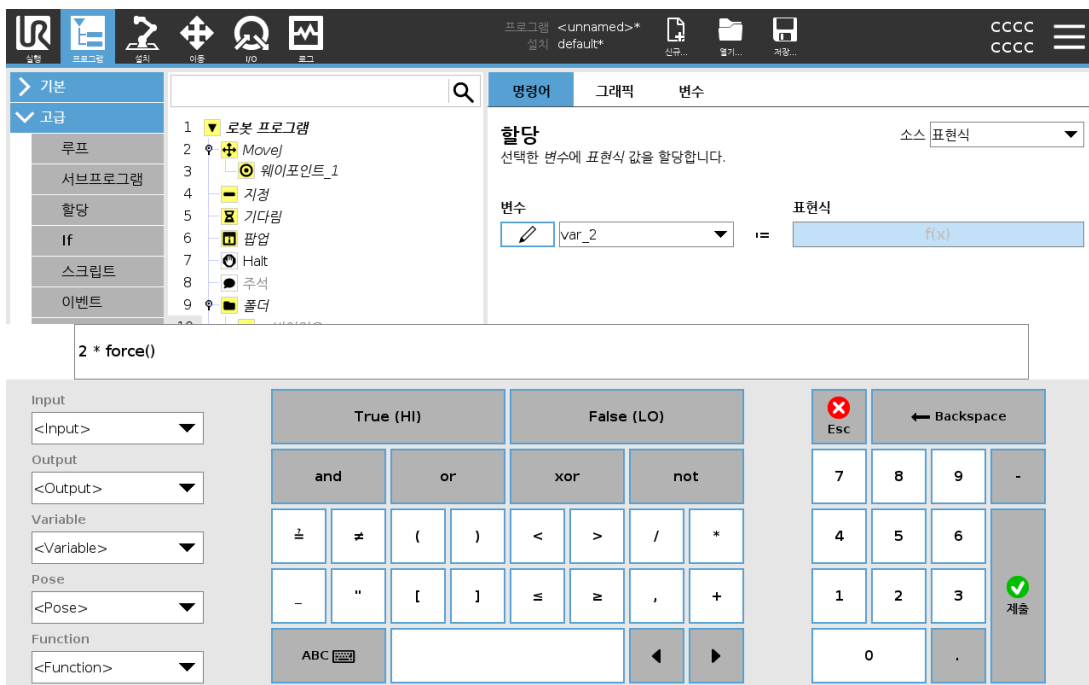 UR
실행
프로그램
설치
이동
I/O
로그
프로그램 <unnamed>*
설치 default*
신규...
열기...
저장...
CCCC
CCCC
기본
고급
루프
서브프로그램
할당
If
스크립트
이벤트
1 로봇 프로그램
2 MoveJ
3 웨이포인트_1
4 지정
5 기다림
6 팝업
7 Halt
8 주석
9 폴더
명령어 그래픽 변수
할당
소스 표현식
선택한 변수에 표현식 값을 할당합니다.
변수 표현식
var_2 := f(x)
2 * force()
Input
<Input>
Output
<Output>
Variable
<Variable>
Pose
<Pose>
Function
<Function>
True (HI) False (LO)
and or xor not
≟ ≠ ( ) < > / *
_ " [ ] ≤ ≥ , +
ABC
Esc Backspace
7 8 9 -
4 5 6
1 2 3
제출
0 .